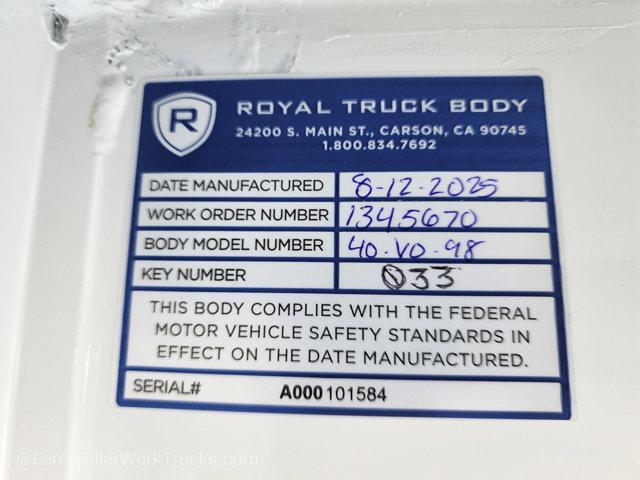 R ROYAL TRUCK BODY
24200 S. MAIN ST., CARSON, CA 90745
1.800.834.7692
DATE MANUFACTURED 8-12-2025
WORK ORDER NUMBER 1345670
BODY MODEL NUMBER 40-VO-98
KEY NUMBER 033
THIS BODY COMPLIES WITH THE FEDERAL
MOTOR VEHICLE SAFETY STANDARDS IN
EFFECT ON THE DATE MANUFACTURED.
SERIAL# A000101584
@LarryMillerWorkTrucks.com